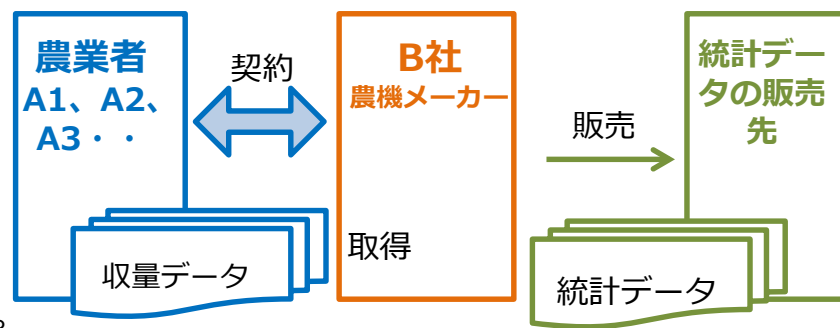 農業者
A1、A2、
A3・・
契約
B社
農機メーカー
販売
統計デー
タの販売
先
収量データ
取得
統計データ